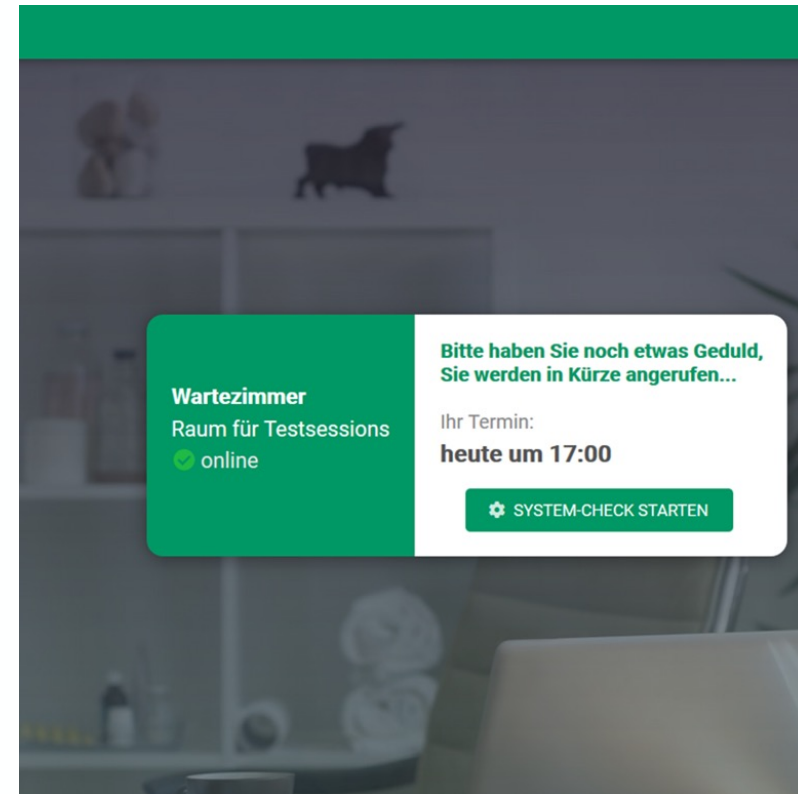 Wartezimmer
Raum für Testsessions
online
Bitte haben Sie noch etwas Geduld,
Sie werden in Kürze angerufen...
Ihr Termin:
heute um 17:00
SYSTEM-CHECK STARTEN